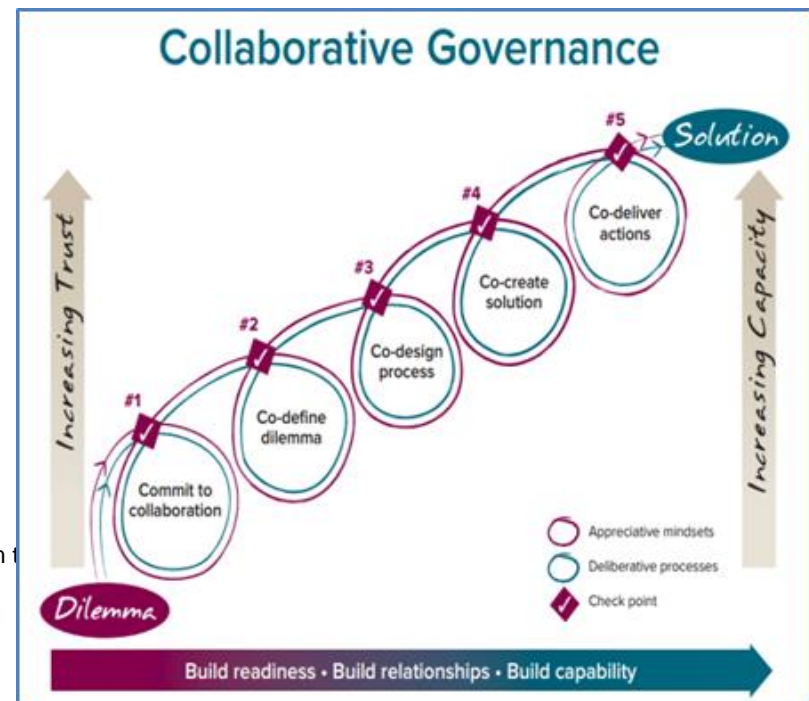 Collaborative Governance
#5
Solution
#4
Co-deliver
actions
Increasing Trust
Increasing Capacity
#3
Co-create
solution
#2
Co-design
process
#1
Co-define
dilemma
Commit to
collaboration
Appreciative mindsets
Deliberative processes
Check point
Dilemma
Build readiness • Build relationships • Build capability